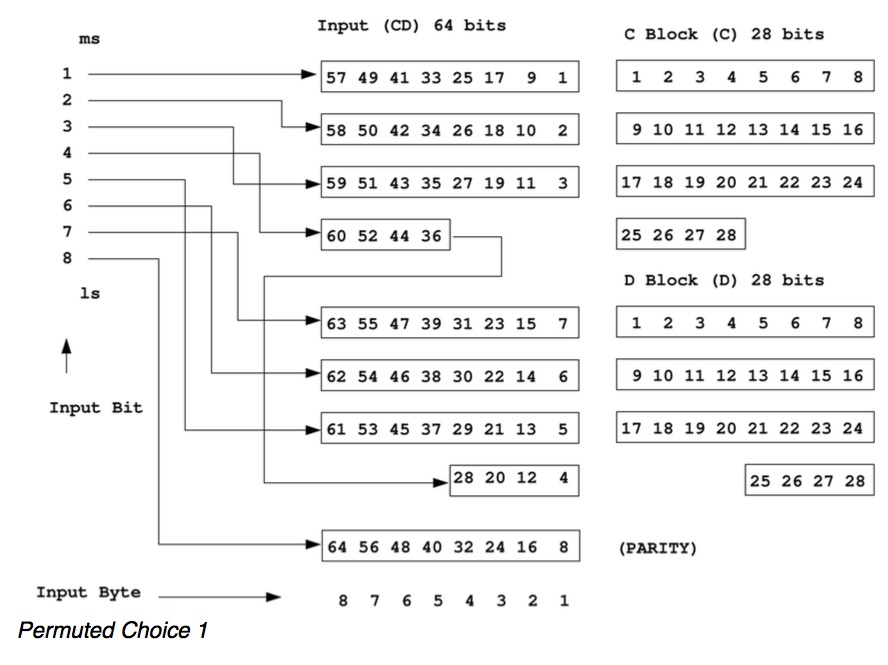 Input (CD) 64 bits
C Block (C) 28 bits
ms
1 57 49 41 33 25 17 9 1 1 2 3 4 5 6 7 8
2 58 50 42 34 26 18 10 2 9 10 11 12 13 14 15 16
3 59 51 43 35 27 19 11 3 17 18 19 20 21 22 23 24
4
5
6
7 60 52 44 36 25 26 27 28
8
D Block (D) 28 bits
ls
63 55 47 39 31 23 15 7 1 2 3 4 5 6 7 8
62 54 46 38 30 22 14 6 9 10 11 12 13 14 15 16
Input Bit
61 53 45 37 29 21 13 5 17 18 19 20 21 22 23 24
28 20 12 4 25 26 27 28
64 56 48 40 32 24 16 8 (PARITY)
Input Byte 8 7 6 5 4 3 2 1
Permuted Choice 1